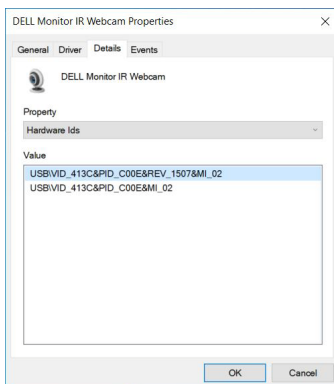 DELL Monitor IR Webcam Properties
General Driver Details Events
DELL Monitor IR Webcam
Property
Hardware Ids
Value
USB\VID_413C&PID_C00E&REV_1507&MI_02
USB\VID_413C&PID_C00E&MI_02
OK Cancel